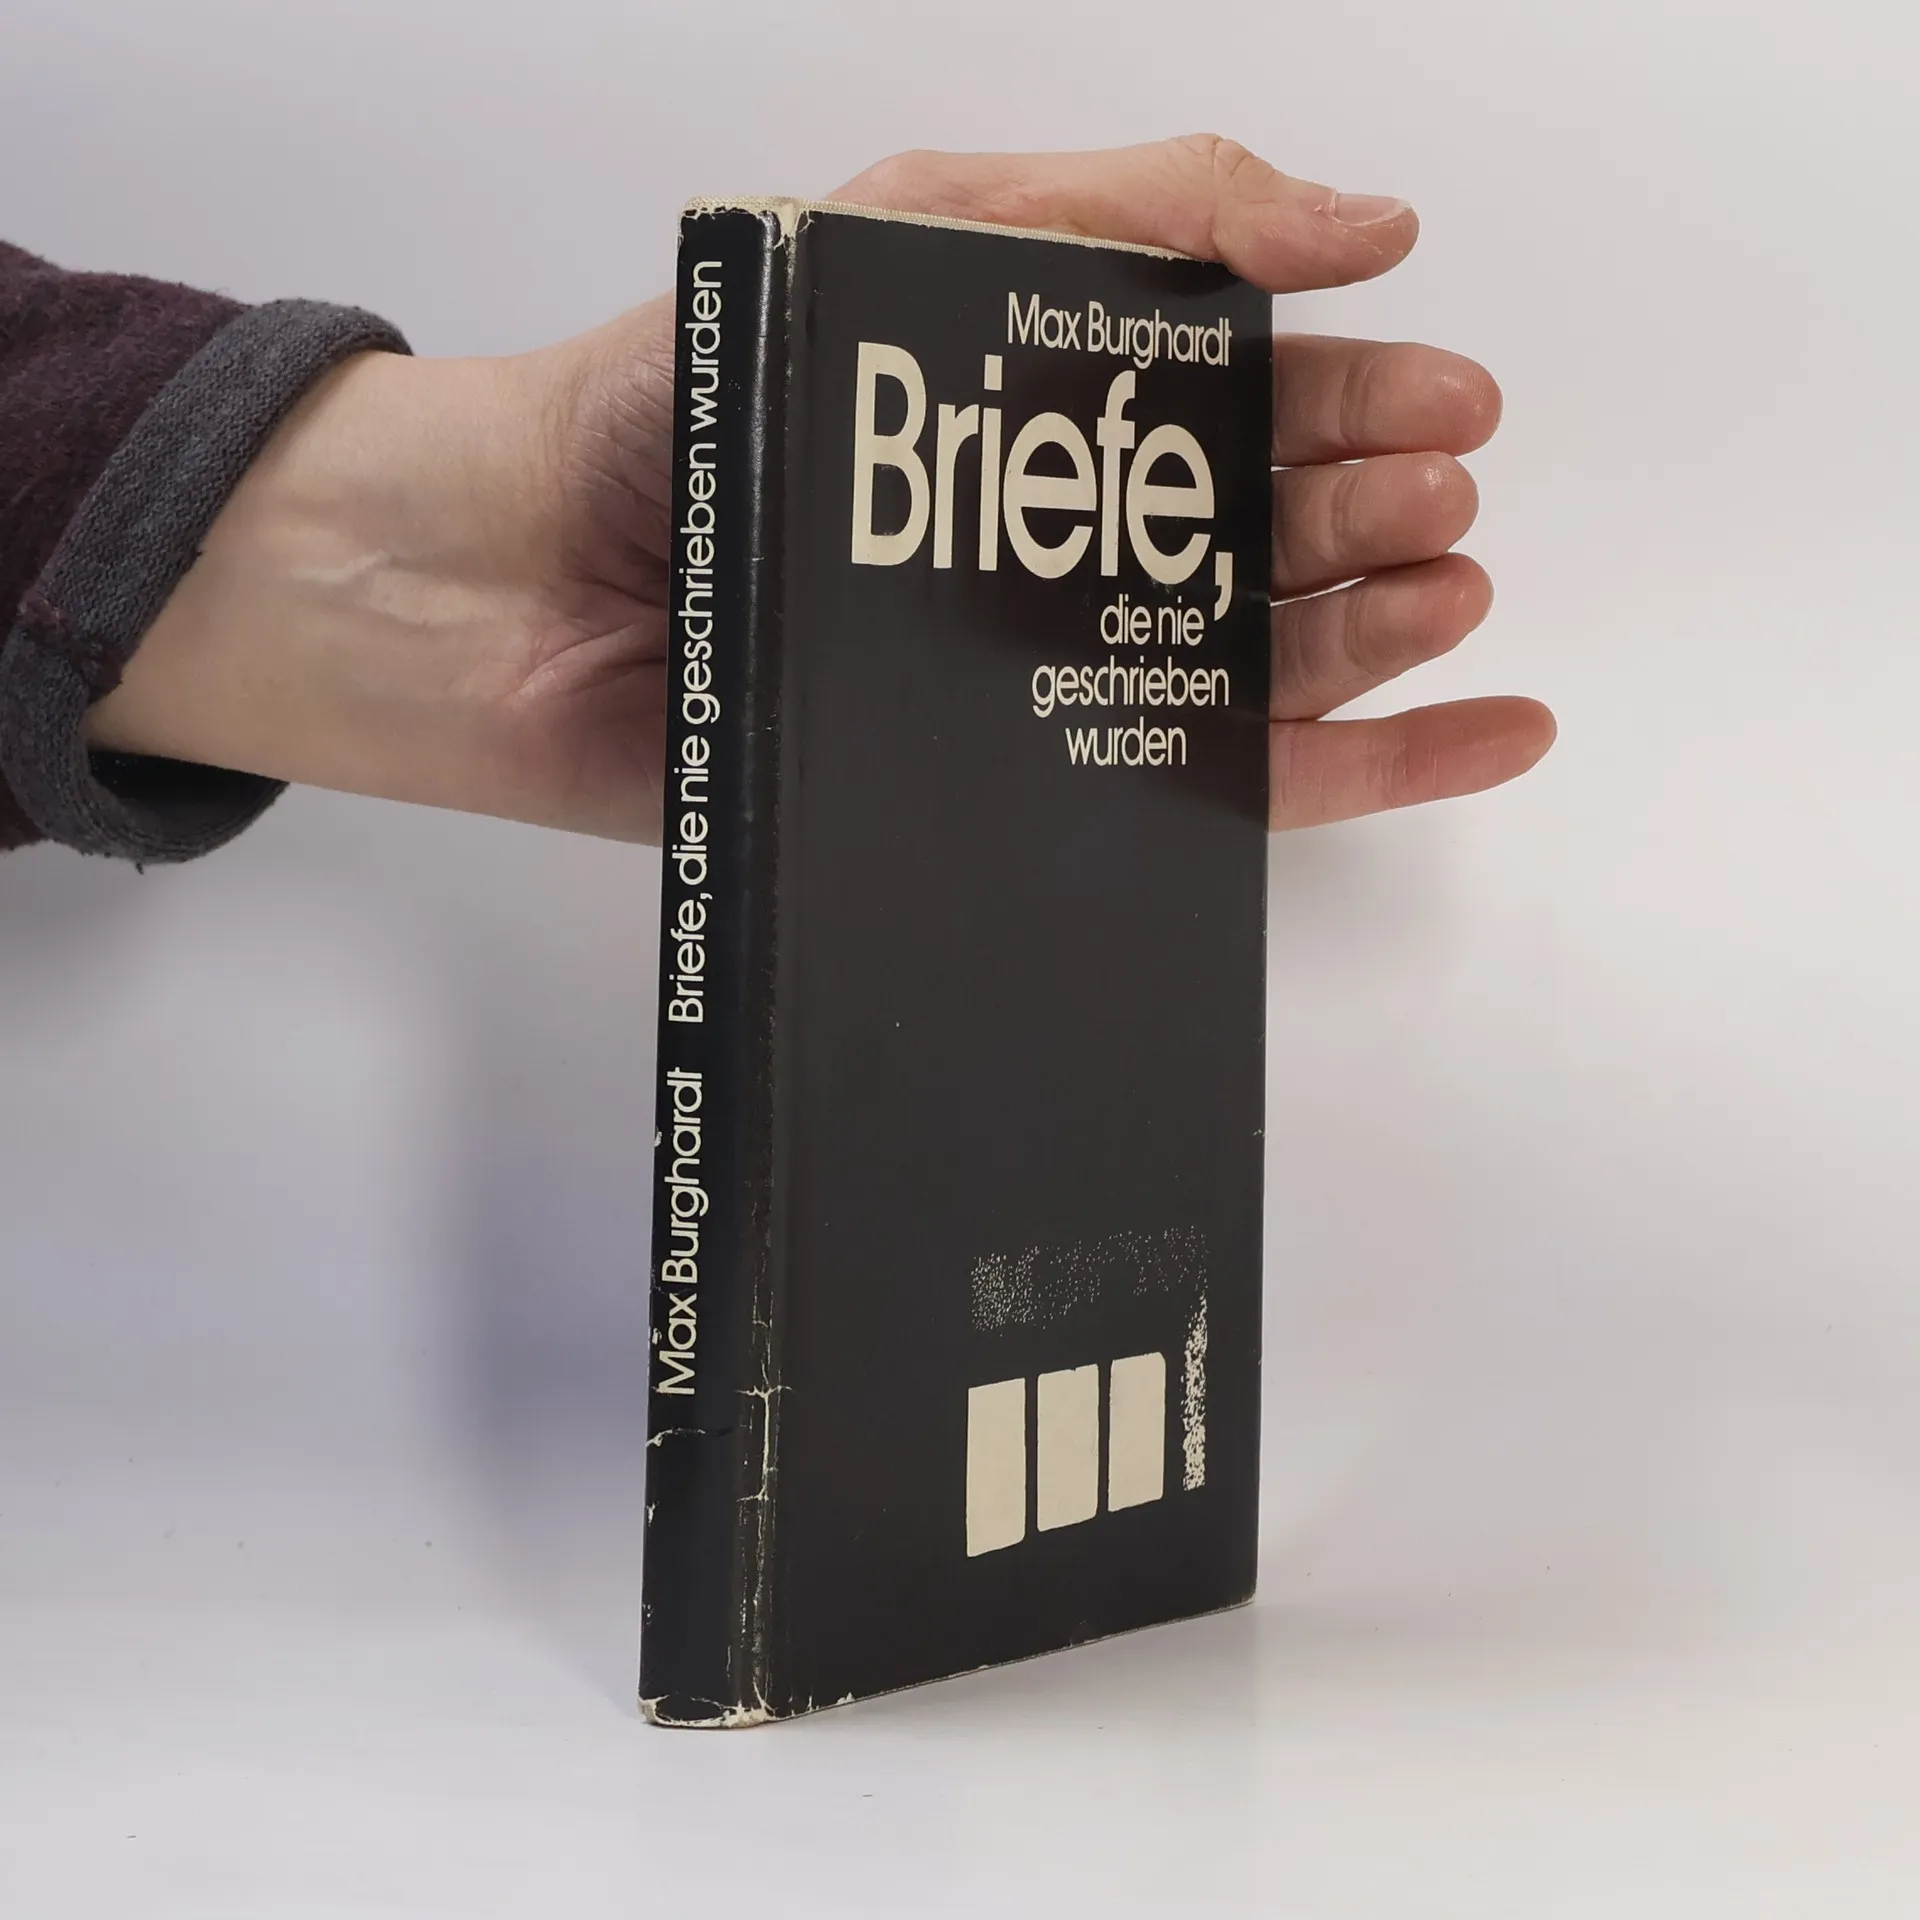 Max Burghardt
Briefe,
die nie
geschrieben
wurden
Max Burghardt Briefe, die nie geschrieben wurden